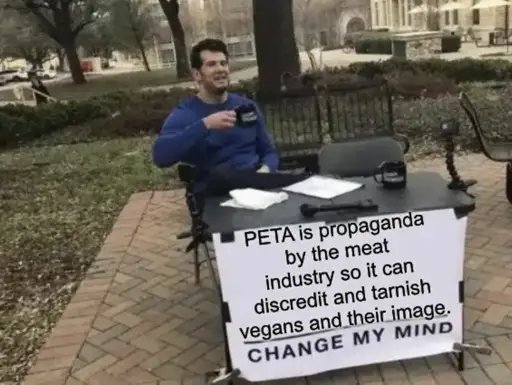 PETA is propaganda
by the meat
industry so it can
discredit and tarnish
vegans and their image.
CHANGE MY MIND